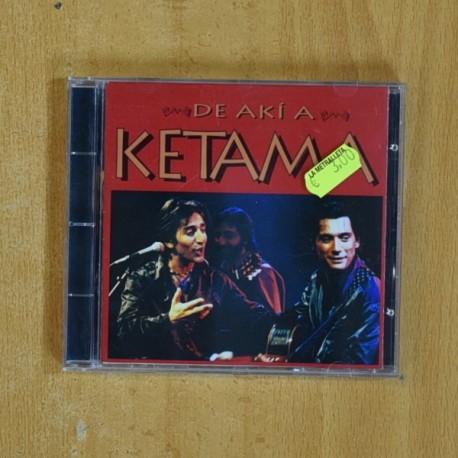 DE AKÍ A
KETAMA
LA METRALLETA
€ 3,00